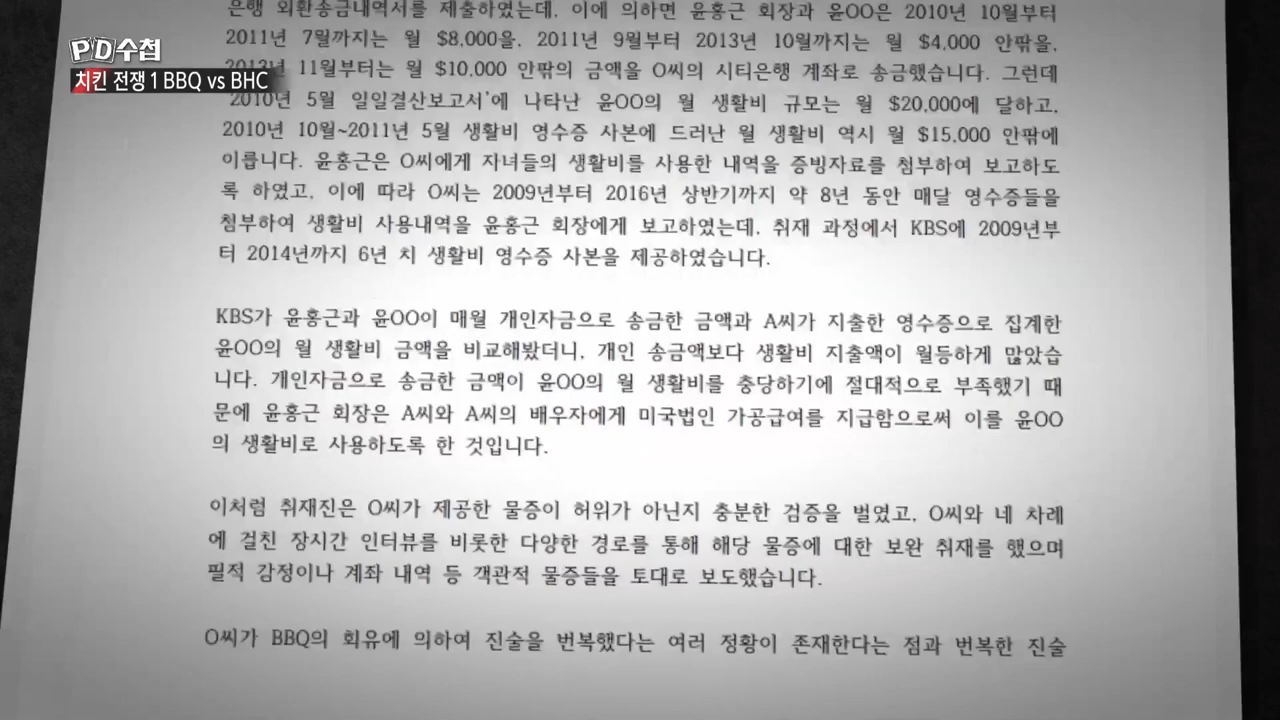 은행 외환송금내역서를 제출하였는데, 이에 의하면 윤홍근 회장과 윤OO은 2010년 10월부터
PD수첩
2011년 7월까지는 월 $8,000을, 2011년 9월부터 2013년 10월까지는 월 $4,000 안팎을,
치킨 전쟁 1 BBQ vs BHC
2013년 11월부터는 월 $10,000 안팎의 금액을 O씨의 시티은행 계좌로 송금했습니다. 그런데
2010년 5월 일일결산보고서'에 나타난 윤OO의 월 생활비 규모는 월 $20,000에 달하고,
2010년 10월~2011년 5월 생활비 영수증 사본에 드러난 월 생활비 역시 월 $15,000 안팎에
이릅니다. 윤홍근은 O씨에게 자녀들의 생활비를 사용한 내역을 증빙자료를 첨부하여 보고하도
록 하였고, 이에 따라 O씨는 2009년부터 2016년 상반기까지 약 8년 동안 매달 영수증들을
첨부하여 생활비 사용내역을 윤홍근 회장에게 보고하였는데, 취재 과정에서 KBS에 2009년부
터 2014년까지 6년 치 생활비 영수증 사본을 제공하였습니다.
KBS가 윤홍근과 윤OO이 매월 개인자금으로 송금한 금액과 A씨가 지출한 영수증으로 집계한
윤OO의 월 생활비 금액을 비교해봤더니, 개인 송금액보다 생활비 지출액이 월등하게 많았습
니다. 개인자금으로 송금한 금액이 윤OO의 월 생활비를 충당하기에 절대적으로 부족했기 때
문에 윤홍근 회장은 A씨와 A씨의 배우자에게 미국법인 가공급여를 지급함으로써 이를 윤OO
의 생활비로 사용하도록 한 것입니다.
이처럼 취재진은 O씨가 제공한 물증이 허위가 아닌지 충분한 검증을 벌였고, O씨와 네 차례
에 걸친 장시간 인터뷰를 비롯한 다양한 경로를 통해 해당 물증에 대한 보완 취재를 했으며
필적 감정이나 계좌 내역 등 객관적 물증들을 토대로 보도했습니다.
O씨가 BBQ의 회유에 의하여 진술을 번복했다는 여러 정황이 존재한다는 점과 번복한 진술